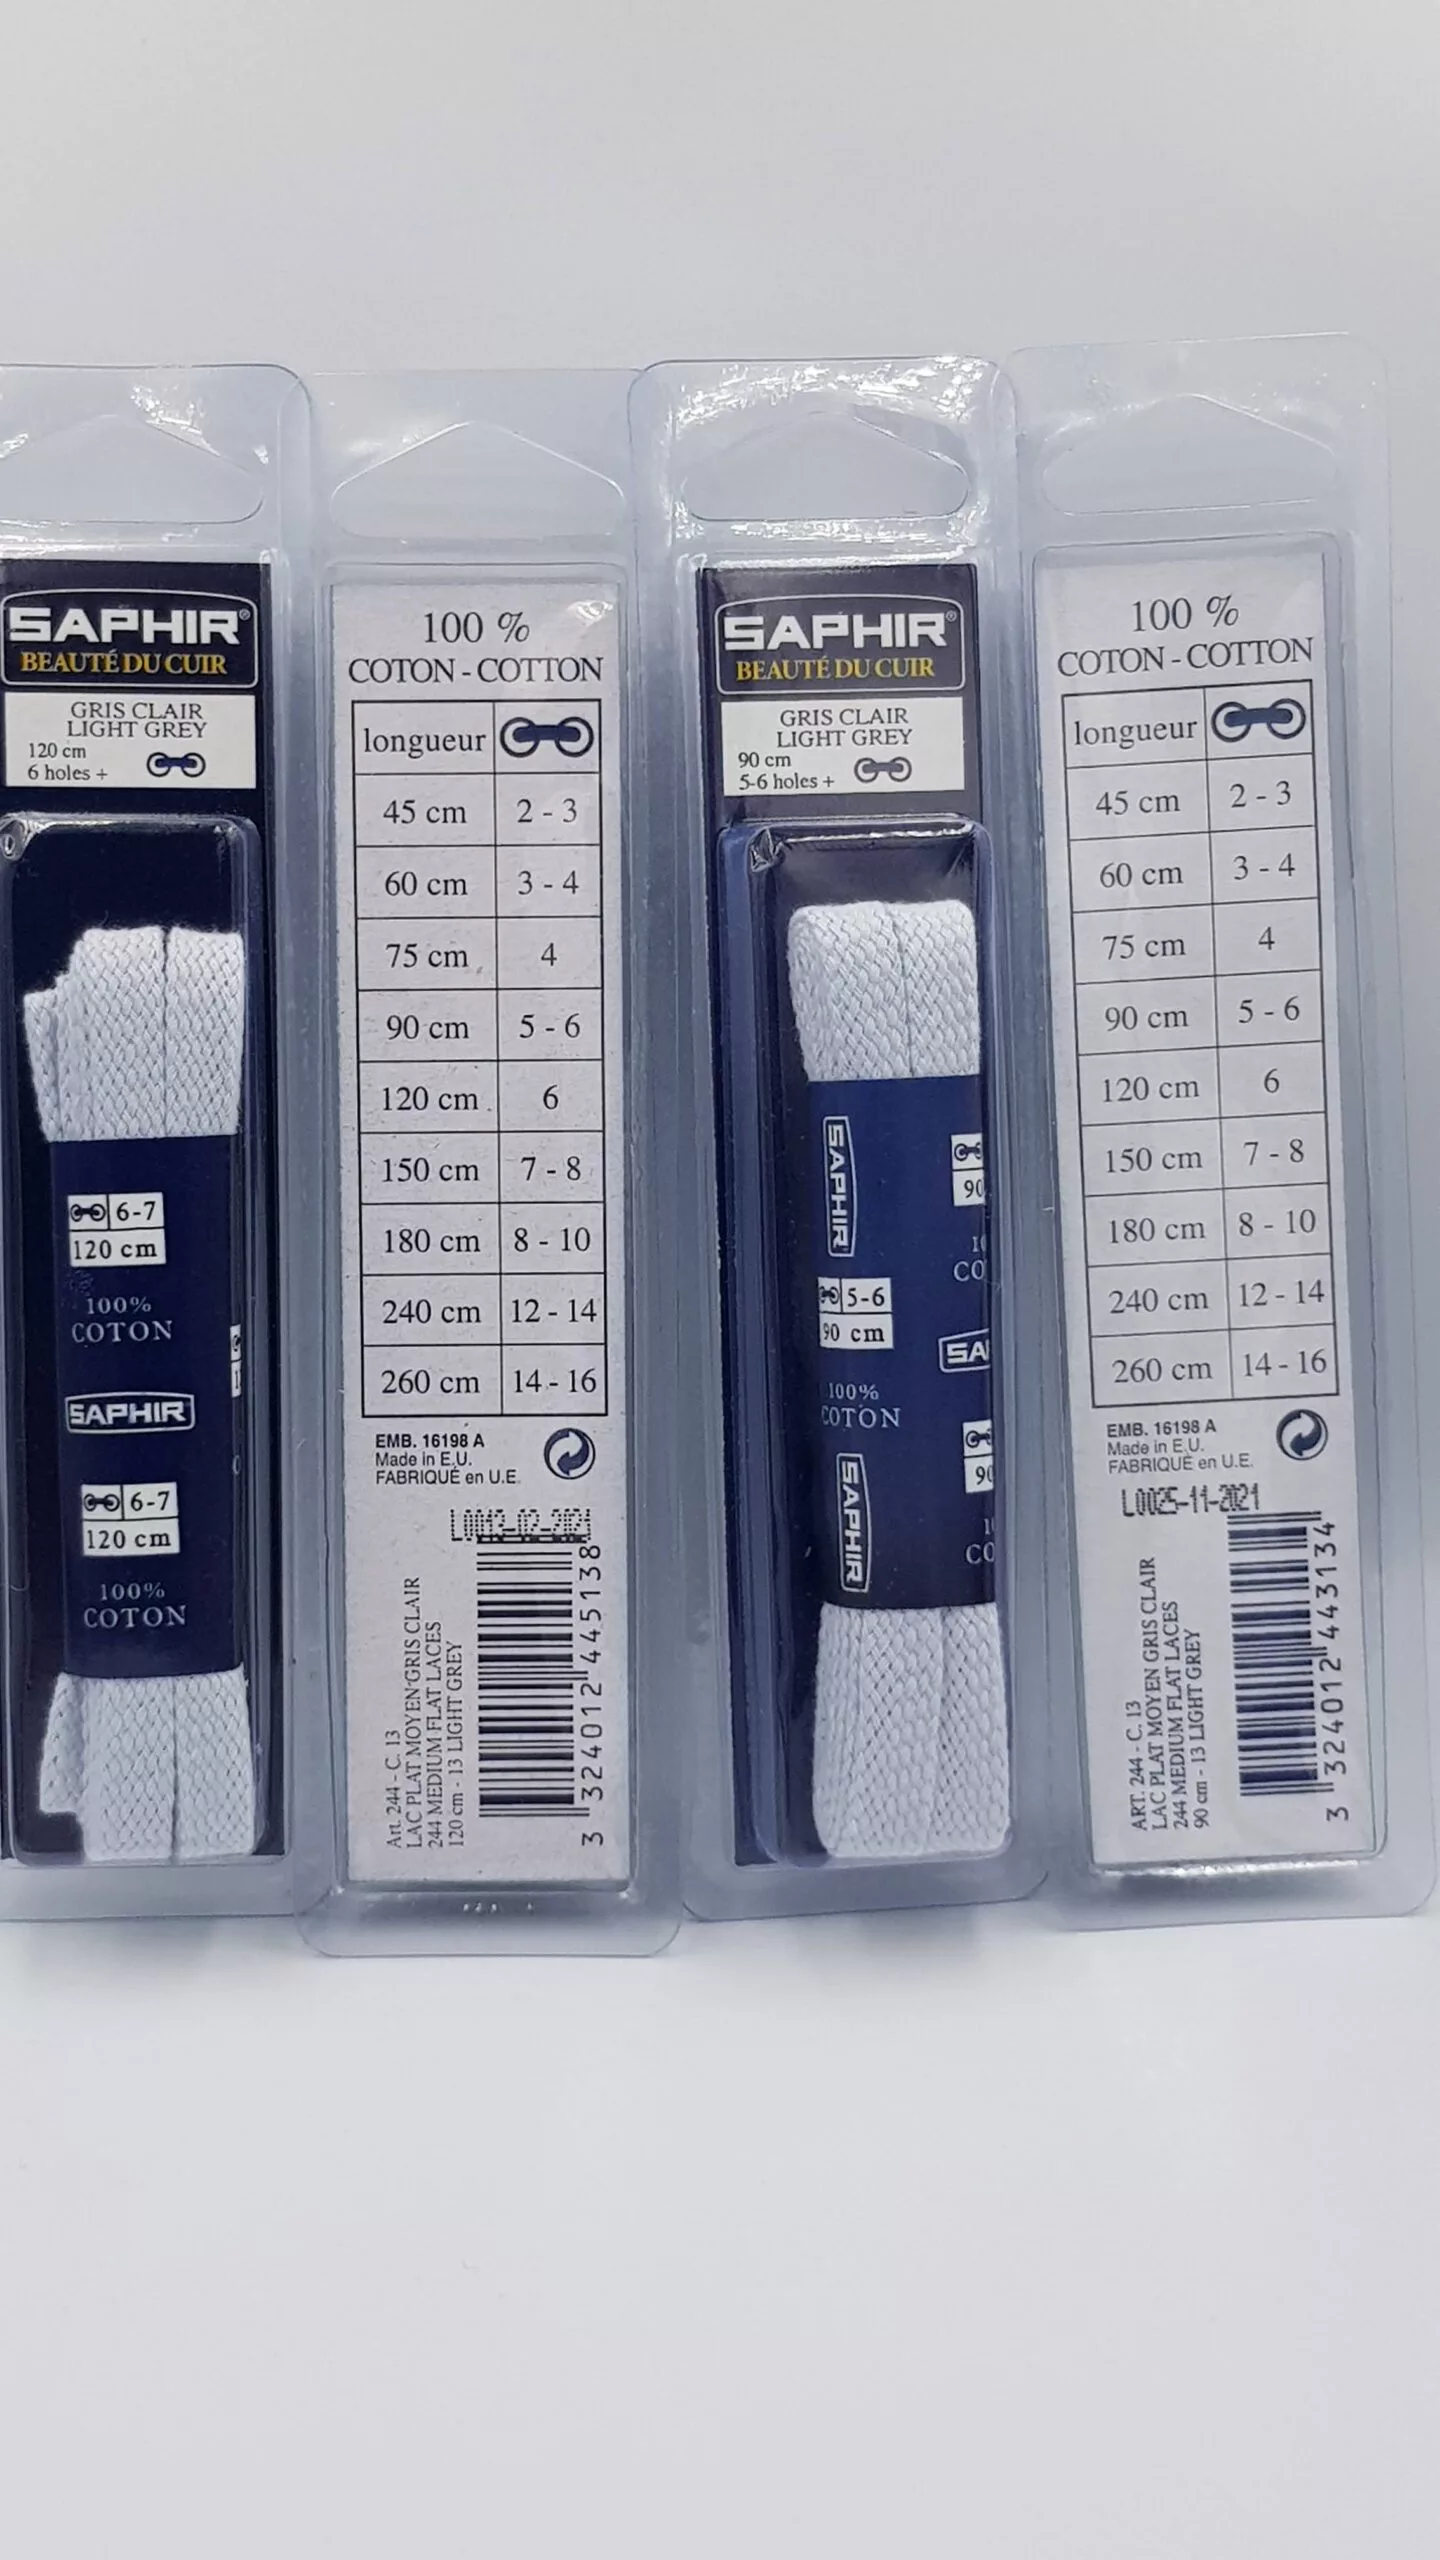 SAPHIR®
BEAUTÉ DU CUIR
GRIS CLAIR
LIGHT GREY
120 cm
6 holes +
6-7
120 cm
100%
COTON
SAPHIR
6-7
120 cm
100%
COTON
100 %
COTON - COTTON
longueur
45 cm 2 - 3
60 cm 3 - 4
75 cm 4
90 cm 5 - 6
120 cm 6
150 cm 7 - 8
180 cm 8 - 10
240 cm 12 - 14
260 cm 14 - 16
EMB. 16198 A
Made in E.U.
FABRIQUÉ en U.E.
L0013-02-2021
Art. 244 - C. 13
LAC PLAT MOYEN GRIS CLAIR
244 MEDIUM FLAT LACES
120 cm - 13 LIGHT GREY
3 324012 445138
SAPHIR®
BEAUTÉ DU CUIR
GRIS CLAIR
LIGHT GREY
90 cm
5-6 holes +
SAPHIR
90
CO
5-6
90 cm
SA
100%
COTON
SAPHIR
90
CO
100 %
COTON - COTTON
longueur
45 cm 2 - 3
60 cm 3 - 4
75 cm 4
90 cm 5 - 6
120 cm 6
150 cm 7 - 8
180 cm 8 - 10
240 cm 12 - 14
260 cm 14 - 16
EMB. 16198 A
Made in E.U.
FABRIQUÉ en U.E.
L0025-11-2021
ART. 244 - C. 13
LAC PLAT MOYEN GRIS CLAIR
244 MEDIUM FLAT LACES
90 cm - 13 LIGHT GREY
3 324012 443134